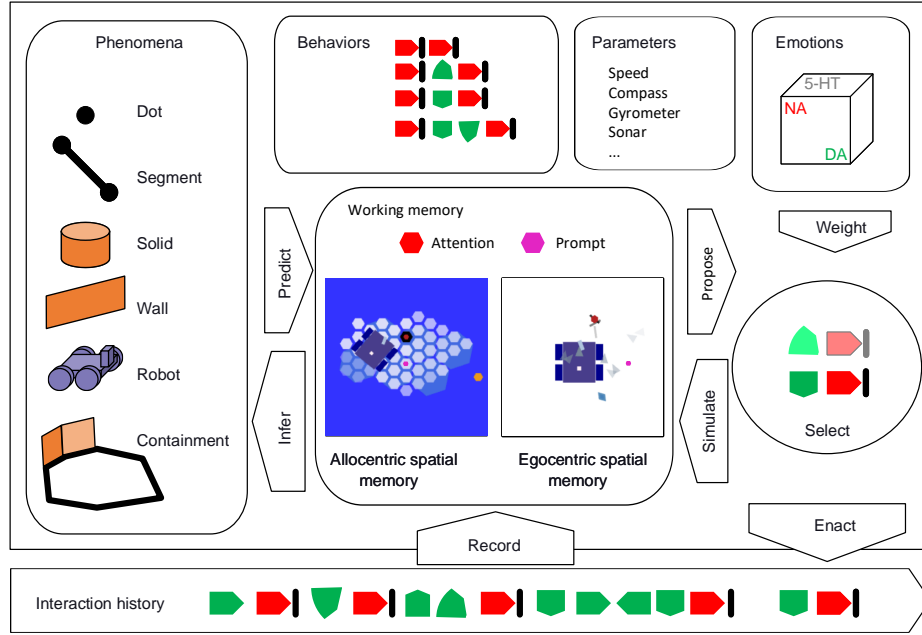 Phenomena
Dot
Segment
Solid
Wall
Robot
Containment
Behaviors
Parameters
Speed
Compass
Gyrometer
Sonar
...
Emotions
5-HT
NA
DA
Predict
Infer
Working memory
Attention
Prompt
Allocentric spatial
memory
Egocentric spatial
memory
Propose
Simulate
Weight
Select
Enact
Record
Interaction history